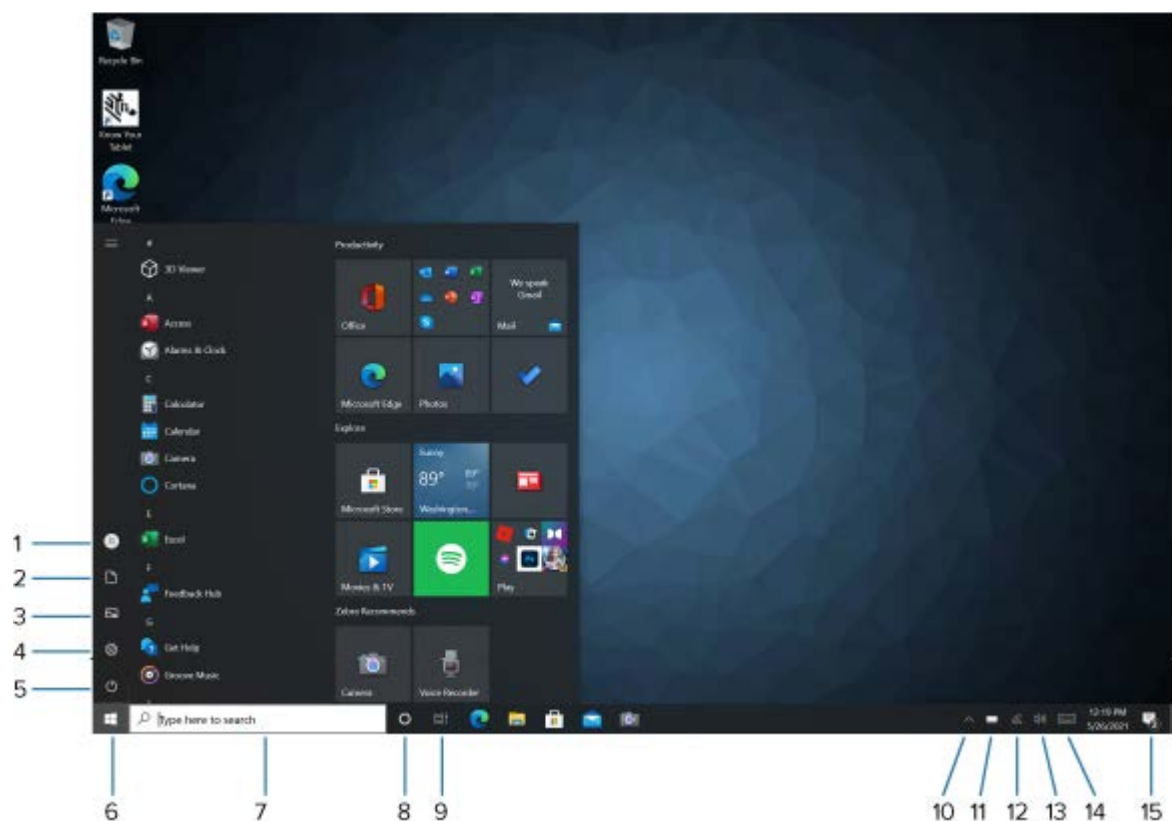 Recycle Bin
Know Your
Tablet
Microsoft
Edge
#
3D Viewer
A
Access
Alarms & Clock
C
Calculator
Calendar
Camera
Cortana
E
Excel
F
Feedback Hub
G
Get Help
Groove Music
Productivity
Office
We speak
Gmail
Mail
Microsoft Edge
Photos
Explore
Microsoft Store
Sunny
89°
89°
Washington...
Movies & TV
Play
Zebra Recommends
Camera
Voice Recorder
Type here to search
12:19 PM
5/26/2021
1
2
3
4
5
6
7
8
9
10
11
12
13
14
15